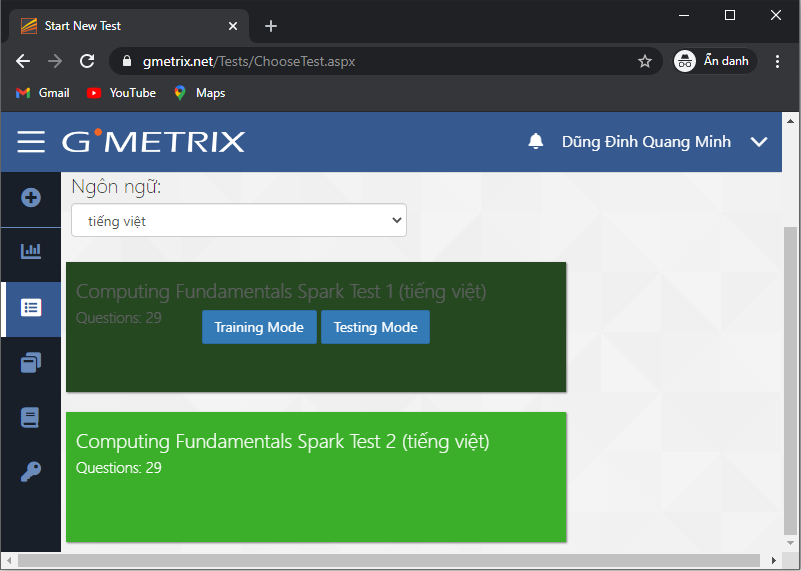 Start New Test
gmetrix.net/Tests/ChooseTest.aspx
Ẩn danh
Gmail
YouTube
Maps
GMETRIX
Dũng Đinh Quang Minh
Ngôn ngữ:
tiếng việt
Computing Fundamentals Spark Test 1 (tiếng việt)
Questions: 29
Training Mode
Testing Mode
Computing Fundamentals Spark Test 2 (tiếng việt)
Questions: 29